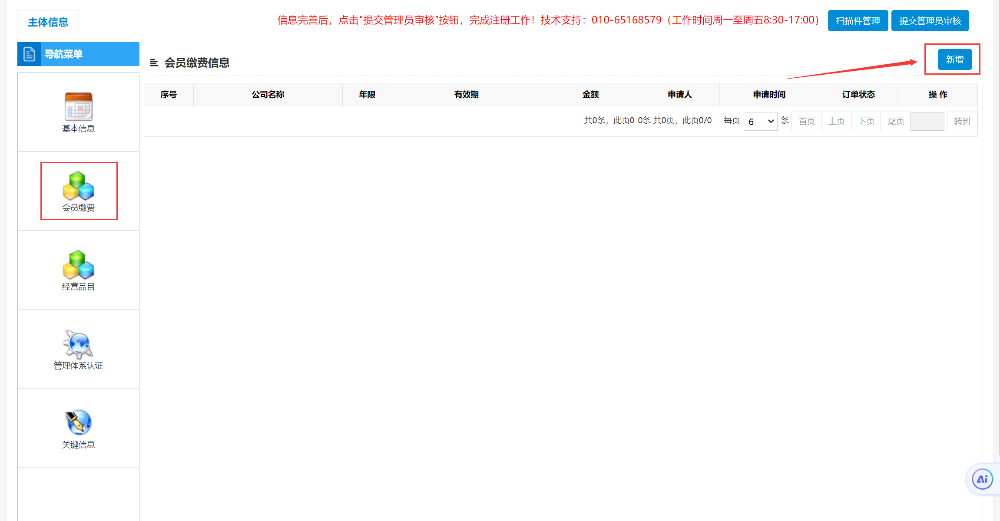 主体信息
信息完善后，点击"提交管理员审核"按钮，完成注册工作！技术支持：010-65168579（工作时间周一至周五8:30-17:00）
扫描件管理
提交管理员审核
导航菜单
会员缴费信息
新增
序号 公司名称 年限 有效期 金额 申请人 申请时间 订单状态 操 作
共0条，此页0-0条 共0页，此页0/0 每页 6 条 首页 上页 下页 尾页 转到
基本信息
会员缴费
经营品目
管理体系认证
关键信息
Ai